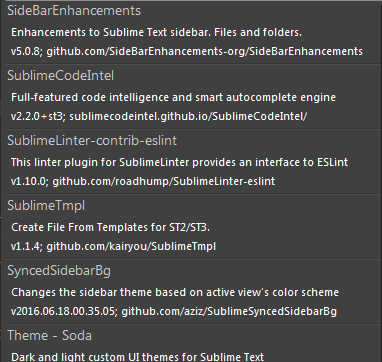 SideBarEnhancements
Enhancements to Sublime Text sidebar. Files and folders.
v5.0.8; github.com/SideBarEnhancements-org/SideBarEnhancements
SublimeCodeIntel
Full-featured code intelligence and smart autocomplete engine
v2.2.0+st3; sublimecodeintel.github.io/SublimeCodeIntel/
SublimeLinter-contrib-eslint
This linter plugin for SublimeLinter provides an interface to ESLint
v1.10.0; github.com/roadhump/SublimeLinter-eslint
SublimeTmpl
Create File From Templates for ST2/ST3.
v1.1.4; github.com/kairyou/SublimeTmpl
SyncedSidebarBg
Changes the sidebar theme based on active view's color scheme
v2016.06.18.00.35.05; github.com/aziz/SublimeSyncedSidebarBg
Theme - Soda
Dark and light custom UI themes for Sublime Text